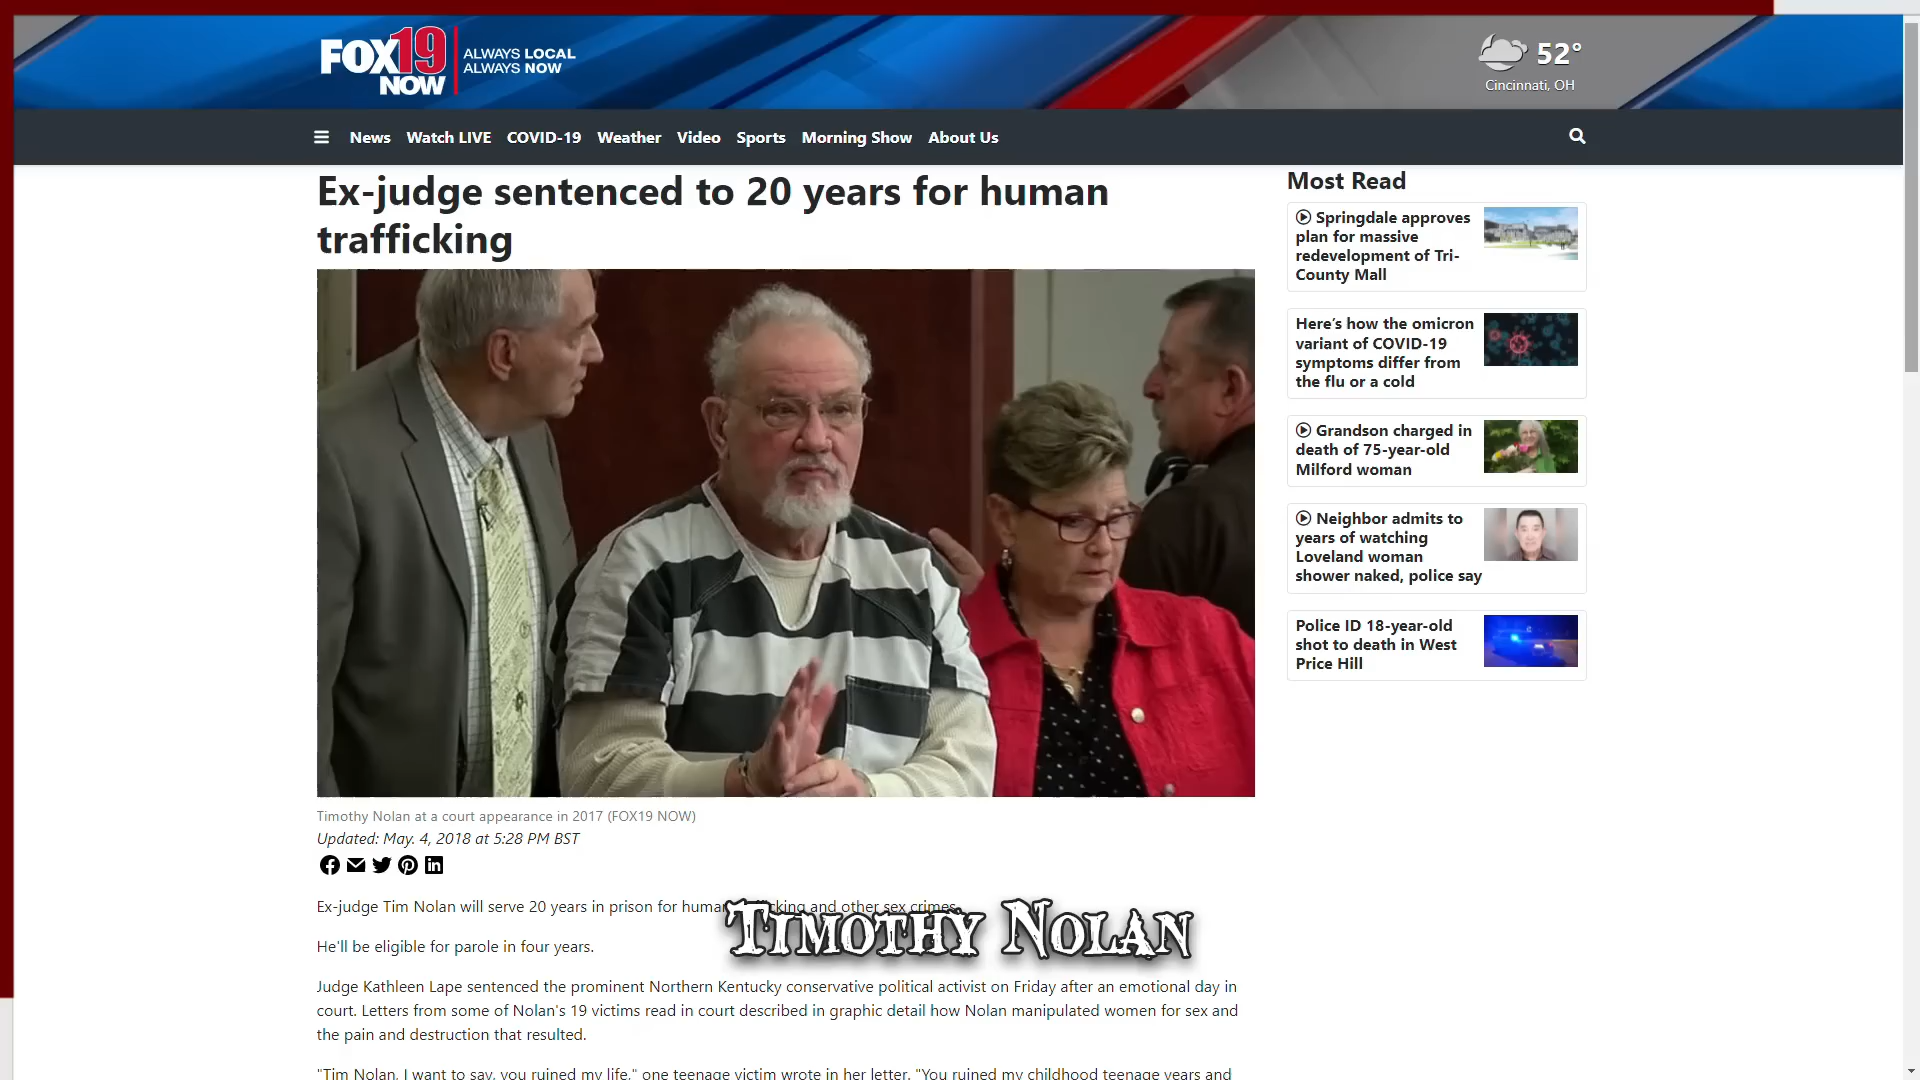 FOX19
NOW
ALWAYS LOCAL
ALWAYS NOW
52°
Cincinnati, OH
News Watch LIVE COVID-19 Weather Video Sports Morning Show About Us
Ex-judge sentenced to 20 years for human
trafficking
Timothy Nolan at a court appearance in 2017 (FOX19 NOW)
Updated: May. 4, 2018 at 5:28 PM BST
Ex-judge Tim Nolan will serve 20 years in prison for human trafficking and other sex crimes.
He'll be eligible for parole in four years.
Timothy Nolan
Judge Kathleen Lape sentenced the prominent Northern Kentucky conservative political activist on Friday after an emotional day in
court. Letters from some of Nolan's 19 victims read in court described in graphic detail how Nolan manipulated women for sex and
the pain and destruction that resulted.
"Tim Nolan, I want to say, you ruined my life," one teenage victim wrote in her letter. "You ruined my childhood teenage years and
Most Read
Springdale approves
plan for massive
redevelopment of Tri-
County Mall
Here's how the omicron
variant of COVID-19
symptoms differ from
the flu or a cold
Grandson charged in
death of 75-year-old
Milford woman
Neighbor admits to
years of watching
Loveland woman
shower naked, police say
Police ID 18-year-old
shot to death in West
Price Hill